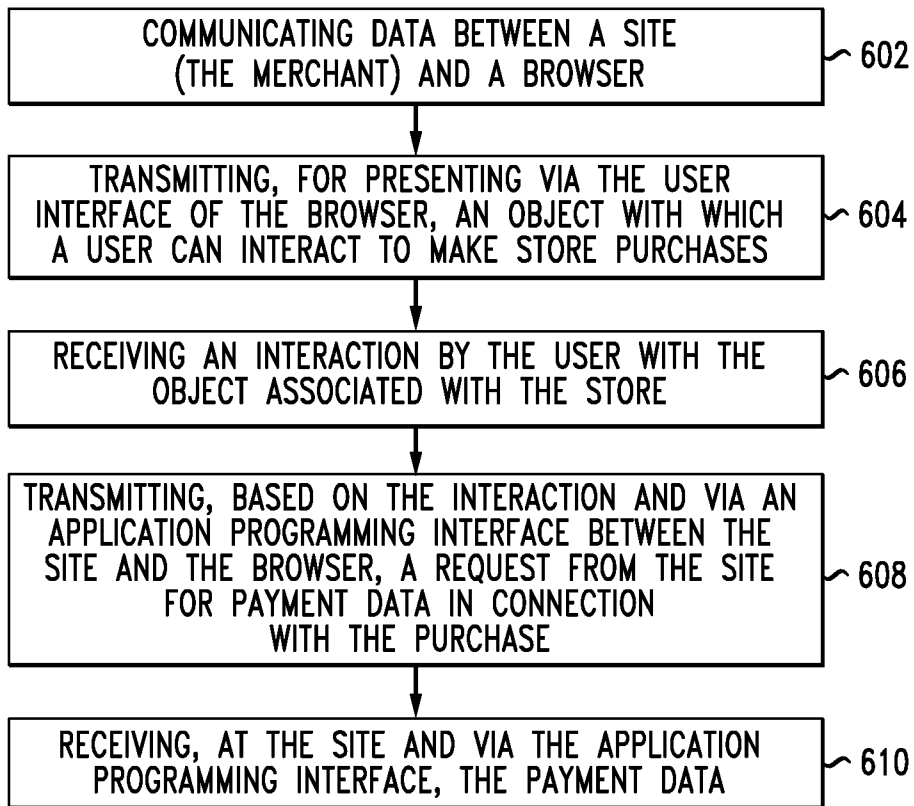 COMMUNICATING DATA BETWEEN A SITE
(THE MERCHANT) AND A BROWSER
602
TRANSMITTING, FOR PRESENTING VIA THE USER
INTERFACE OF THE BROWSER, AN OBJECT WITH WHICH
A USER CAN INTERACT TO MAKE STORE PURCHASES
604
RECEIVING AN INTERACTION BY THE USER WITH THE
OBJECT ASSOCIATED WITH THE STORE
606
TRANSMITTING, BASED ON THE INTERACTION AND VIA AN
APPLICATION PROGRAMMING INTERFACE BETWEEN THE
SITE AND THE BROWSER, A REQUEST FROM THE SITE
FOR PAYMENT DATA IN CONNECTION
WITH THE PURCHASE
608
RECEIVING, AT THE SITE AND VIA THE APPLICATION
PROGRAMMING INTERFACE, THE PAYMENT DATA
610